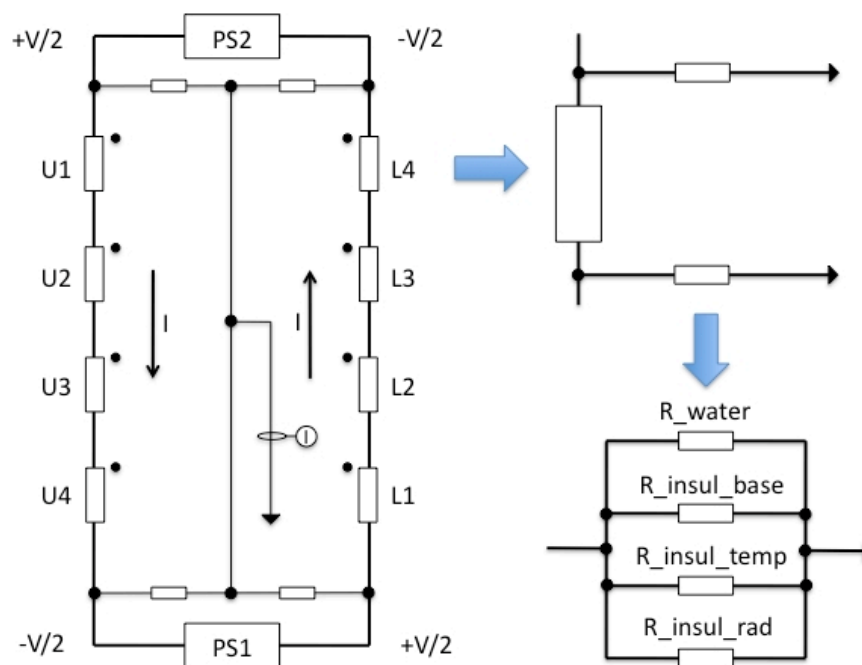 +V/2
PS2
-V/2
U1
L4
U2
L3
I
I
U3
L2
R_water
I
R_insul_base
U4
L1
R_insul_temp
R_insul_rad
-V/2
PS1
+V/2